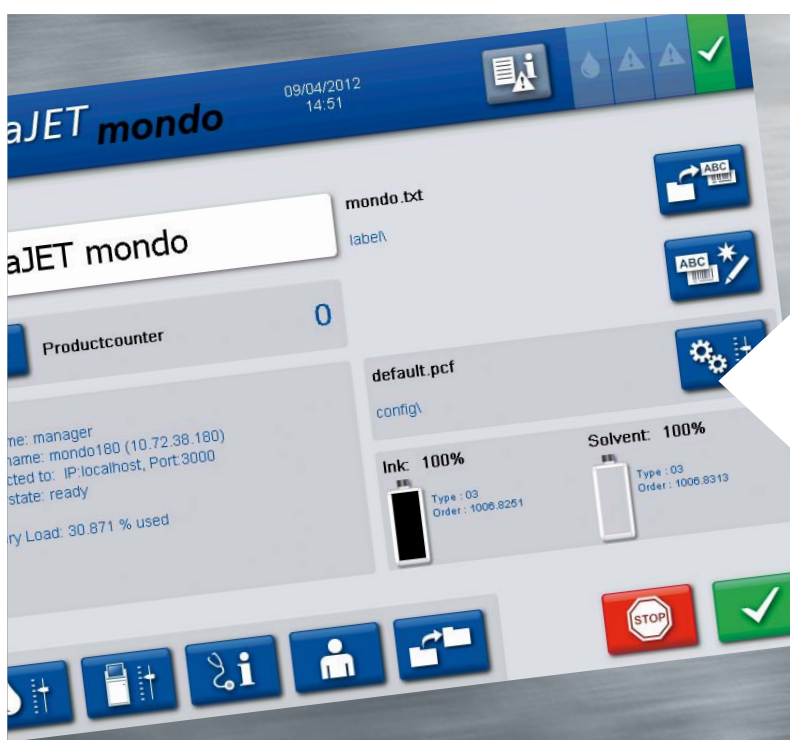 aJET mondo
09/04/2012
14:51
aJET mondo
mondo.txt
label\
ABC
ABC
Productcounter
0
default.pcf
config\
me: manager
name: mondo180 (10.72.38.180)
cted to: IP:localhost, Port:3000
state: ready
ry Load: 30.871 % used
Ink: 100%
Type : 03
Order : 1006.8251
Solvent: 100%
Type : 03
Order : 1006.8313
STOP